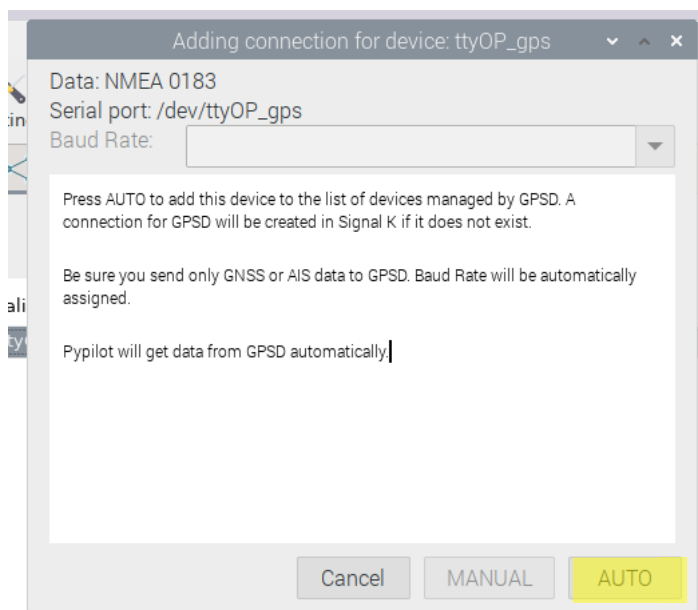 Adding connection for device: ttyOP_gps
Data: NMEA 0183
Serial port: /dev/ttyOP_gps
Baud Rate:
Press AUTO to add this device to the list of devices managed by GPSD. A
connection for GPSD will be created in Signal K if it does not exist.
Be sure you send only GNSS or AIS data to GPSD. Baud Rate will be automatically
assigned.
Pypilot will get data from GPSD automatically.
Cancel
MANUAL
AUTO